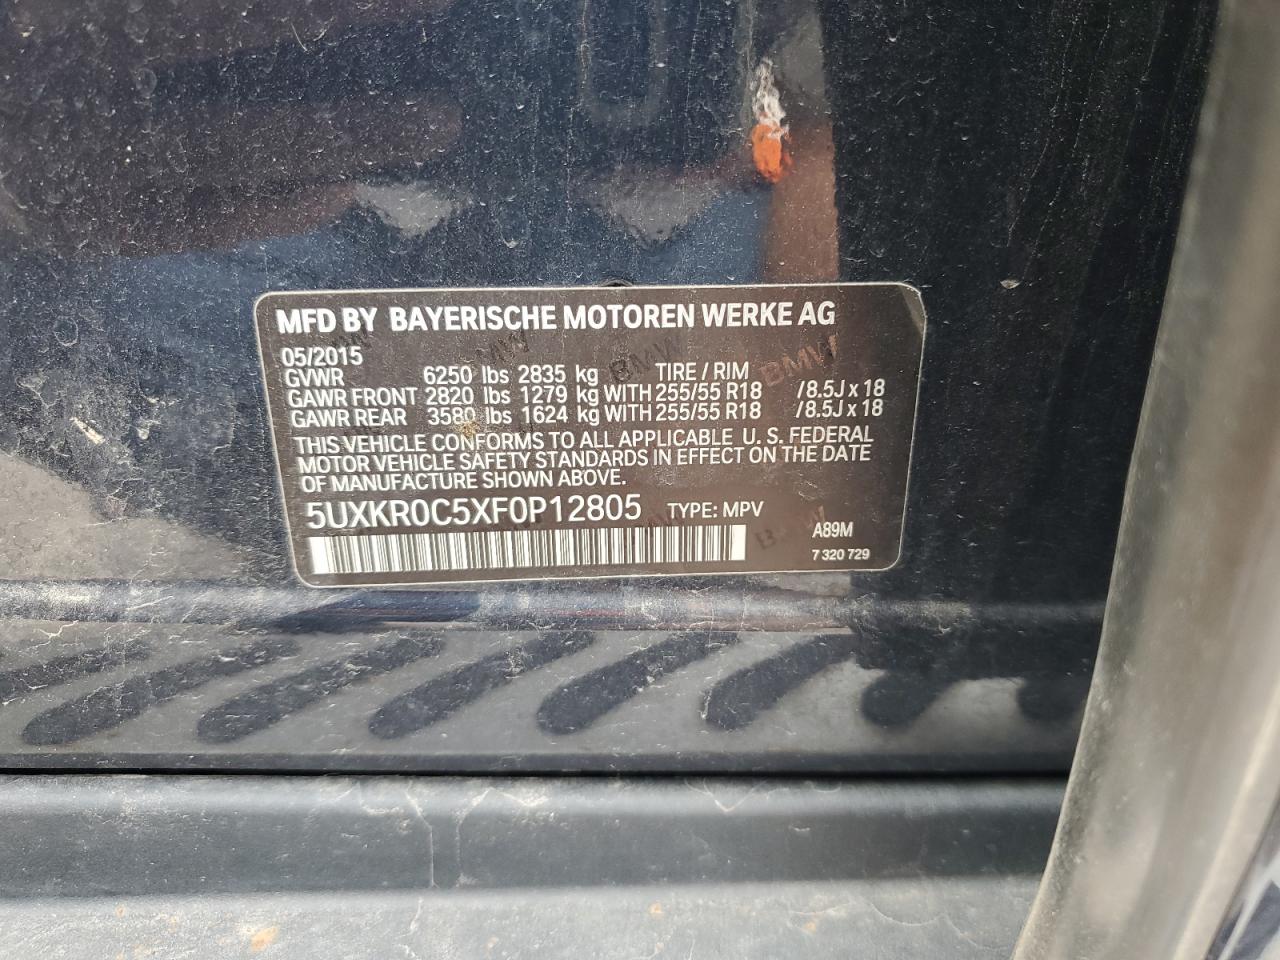 MFD BY BAYERISCHE MOTOREN WERKE AG
05/2015
GVWR 6250 lbs 2835 kg TIRE / RIM
GAWR FRONT 2820 lbs 1279 kg WITH 255/55 R18 /8.5J x 18
GAWR REAR 3580 lbs 1624 kg WITH 255/55 R18 /8.5J x 18
THIS VEHICLE CONFORMS TO ALL APPLICABLE U. S. FEDERAL
MOTOR VEHICLE SAFETY STANDARDS IN EFFECT ON THE DATE
OF MANUFACTURE SHOWN ABOVE.
5UXKR0C5XF0P12805 TYPE: MPV
A89M
7 320 729
BMW
BMW